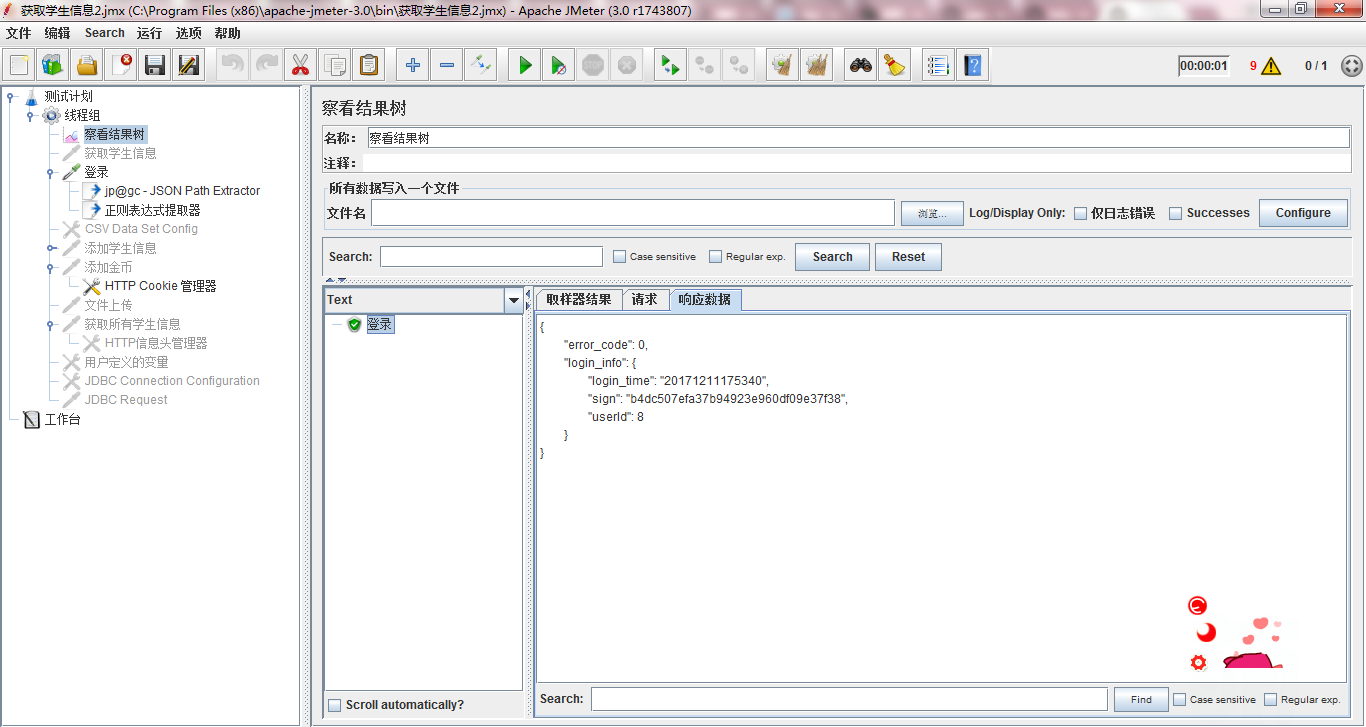 获取学生信息2.jmx (C:\Program Files (x86)\apache-jmeter-3.0\bin\获取学生信息2.jmx) - Apache JMeter (3.0 r1743807)
文件 编辑 Search 运行 选项 帮助
00:00:01 9 0 / 1
测试计划
线程组
察看结果树
获取学生信息
登录
jp@gc - JSON Path Extractor
正则表达式提取器
CSV Data Set Config
添加学生信息
添加金币
HTTP Cookie 管理器
文件上传
获取所有学生信息
HTTP信息头管理器
用户定义的变量
JDBC Connection Configuration
JDBC Request
工作台
察看结果树
名称： 察看结果树
注释：
所有数据写入一个文件
文件名 浏览... Log/Display Only: 仅日志错误 Successes Configure
Search: Case sensitive Regular exp. Search Reset
Text
登录
Scroll automatically?
取样器结果 请求 响应数据
{
"error_code": 0,
"login_info": {
"login_time": "20171211175340",
"sign": "b4dc507efa37b94923e960df09e37f38",
"userId": 8
}
}
Search: Find Case sensitive Regular exp.